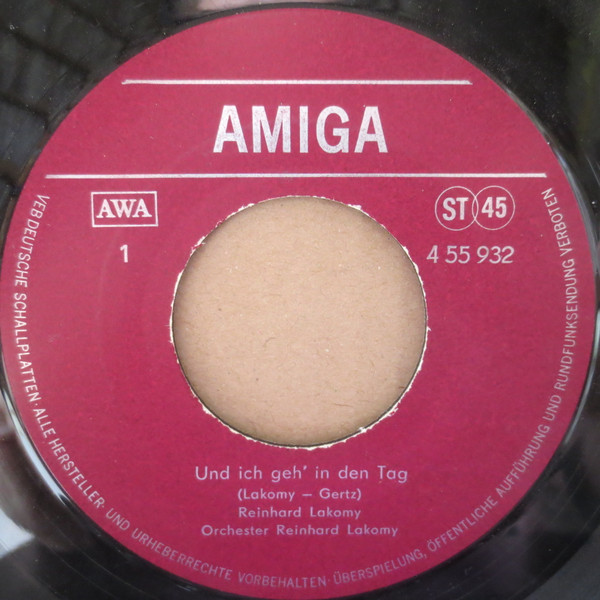 AMIGA
AWA
ST 45
1
4 55 932
Und ich geh' in den Tag
(Lakomy – Gertz)
Reinhard Lakomy
Orchester Reinhard Lakomy
VEB DEUTSCHE SCHALLPLATTEN · ALLE HERSTELLER- UND URHEBERRECHTE VORBEHALTEN · ÜBERSPIELUNG, ÖFFENTLICHE AUFFÜHRUNG UND RUNDFUNKSENDUNG VERBOTEN